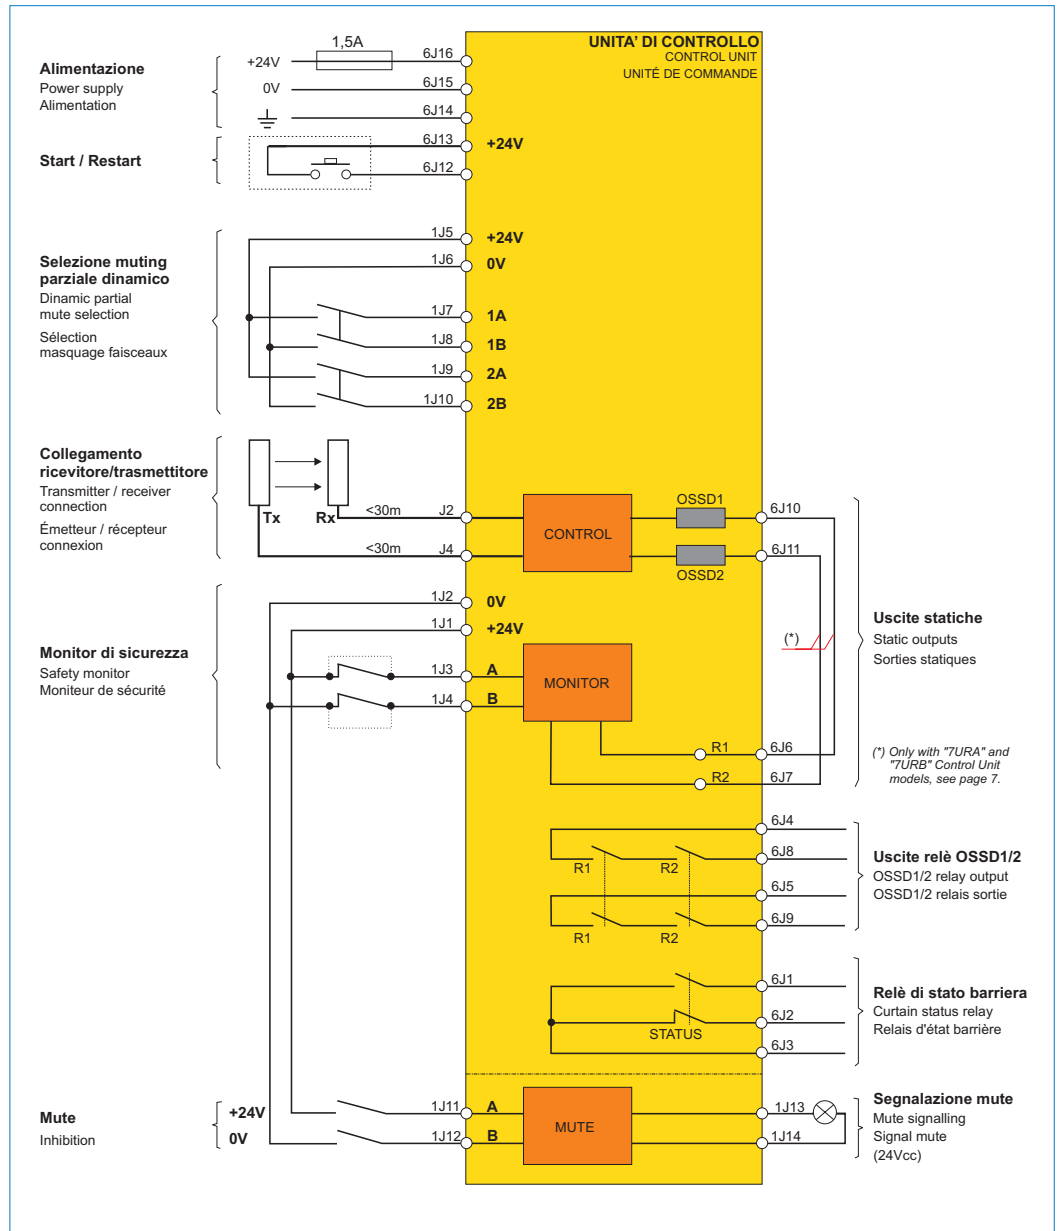 UNITA' DI CONTROLLO
CONTROL UNIT
UNITÉ DE COMMANDE
Alimentazione
Power supply
Alimentation
+24V
1,5A
6J16
0V
6J15
6J14
Start / Restart
6J13
+24V
6J12
Selezione muting
parziale dinamico
Dinamic partial
mute selection
Sélection
masquage faisceaux
1J5
+24V
1J6
0V
1J7
1A
1J8
1B
1J9
2A
1J10
2B
Collegamento
ricevitore/trasmettitore
Transmitter / receiver
connection
Émetteur / récepteur
connexion
Tx
Rx
<30m
J2
<30m
J4
CONTROL
OSSD1
6J10
OSSD2
6J11
Monitor di sicurezza
Safety monitor
Moniteur de sécurité
1J2
0V
1J1
+24V
1J3
A
1J4
B
MONITOR
R1
6J6
R2
6J7
(*)
Uscite statiche
Static outputs
Sorties statiques
(*) Only with "7URA" and
"7URB" Control Unit
models, see page 7.
6J4
R1
R2
6J8
6J5
R1
R2
6J9
Uscite relè OSSD1/2
OSSD1/2 relay output
OSSD1/2 relais sortie
6J1
STATUS
6J2
6J3
Relè di stato barriera
Curtain status relay
Relais d'état barrière
Mute
Inhibition
+24V
0V
1J11
A
1J12
B
MUTE
1J13
1J14
Segnalazione mute
Mute signalling
Signal mute
(24Vcc)